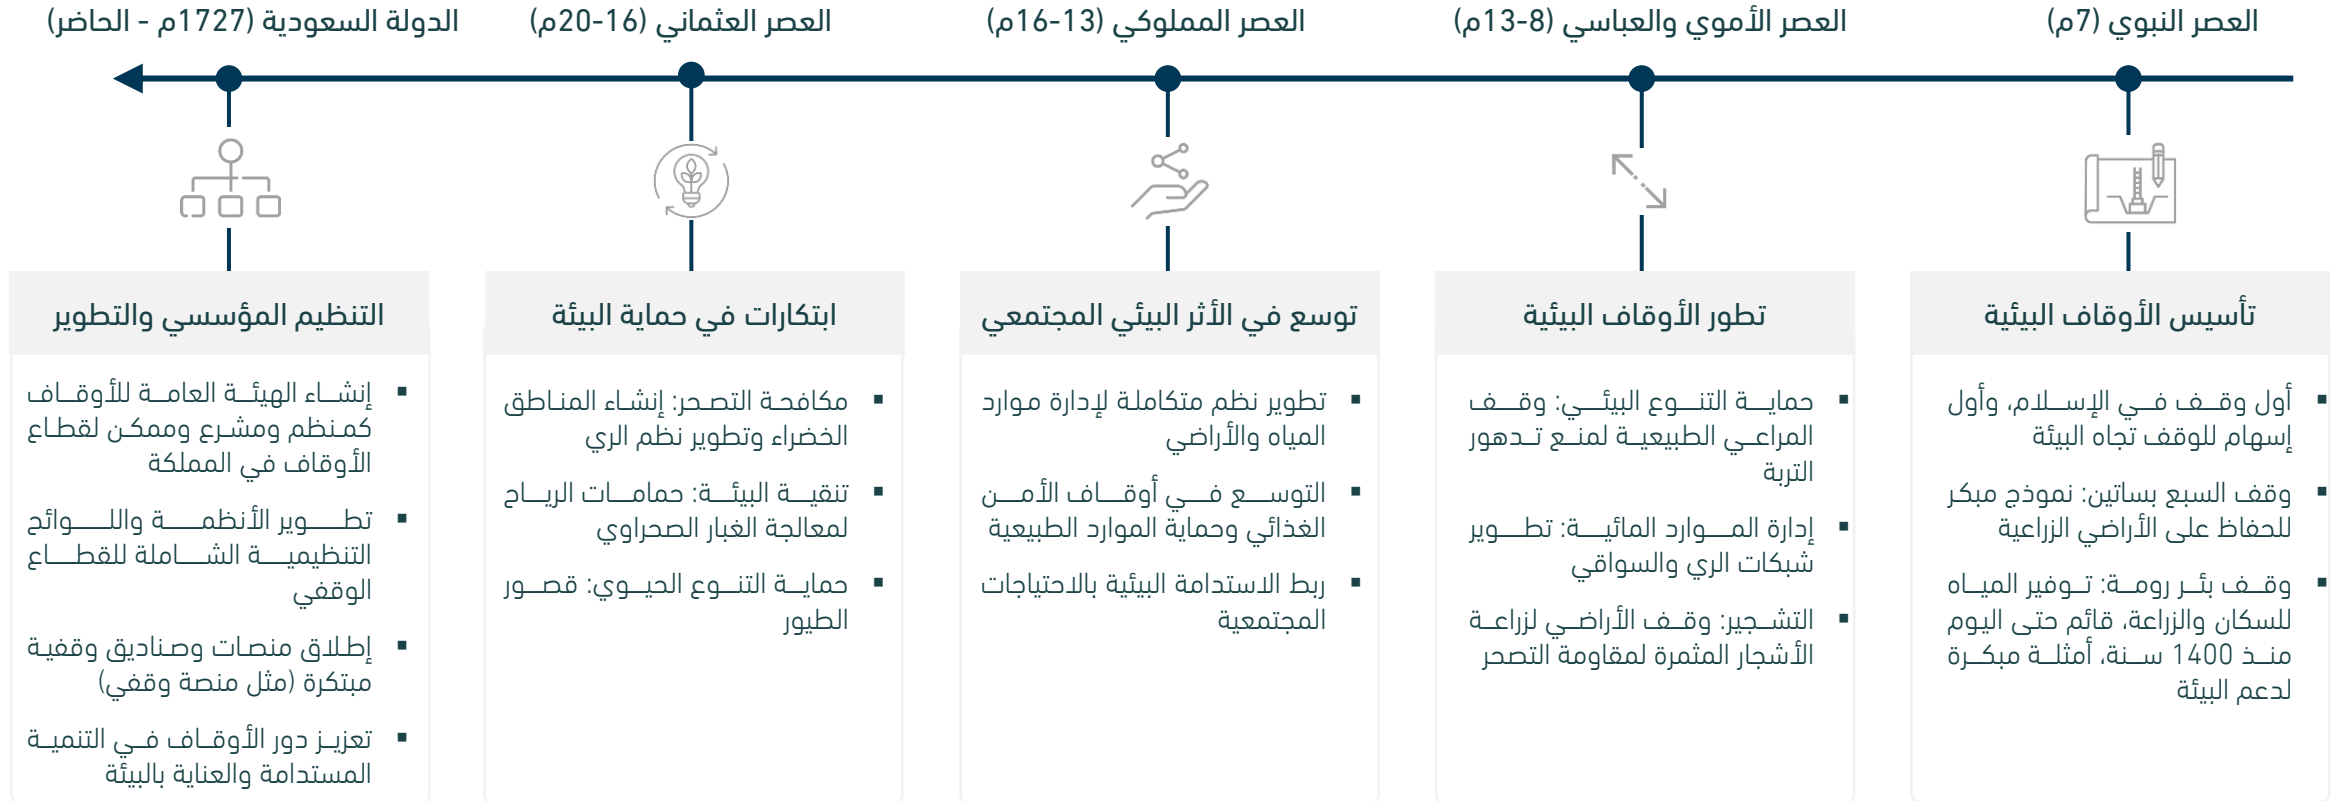 العصر النبوي (7م)
العصر الأموي والعباسي (8-13م)
العصر المملوكي (13-16م)
العصر العثماني (16-20م)
الدولة السعودية (1727م - الحاضر)
تأسيس الأوقاف البيئية
▪ أول وقف في الإسلام، وأول
إسهام للوقف تجاه البيئة
▪ وقف السبع بساتين: نموذج مبكر
للحفاظ على الأراضي الزراعية
▪ وقف بئر رومة: توفير المياه
للسكان والزراعة، قائم حتى اليوم
منذ 1400 سنة، أمثلة مبكرة
لدعم البيئة
تطور الأوقاف البيئية
▪ حماية التنوع البيئي: وقف
المراعي الطبيعية لمنع تدهور
التربة
▪ إدارة الموارد المائية: تطوير
شبكات الري والسواقي
▪ التشجير: وقف الأراضي لزراعة
الأشجار المثمرة لمقاومة التصحر
توسع في الأثر البيئي المجتمعي
▪ تطوير نظم متكاملة لإدارة موارد
المياه والأراضي
▪ التوسع في أوقاف الأمن
الغذائي وحماية الموارد الطبيعية
▪ ربط الاستدامة البيئية بالاحتياجات
المجتمعية
ابتكارات في حماية البيئة
▪ مكافحة التصحر: إنشاء المناطق
الخضراء وتطوير نظم الري
▪ تنقية البيئة: حمامات الرياح
لمعالجة الغبار الصحراوي
▪ حماية التنوع الحيوي: قصور
الطيور
التنظيم المؤسسي والتطوير
▪ إنشاء الهيئة العامة للأوقاف
كمنظم ومشرع وممكن لقطاع
الأوقاف في المملكة
▪ تطوير الأنظمة واللوائح
التنظيمية الشاملة للقطاع
الوقفي
▪ إطلاق منصات وصناديق وقفية
مبتكرة (مثل منصة وقفي)
▪ تعزيز دور الأوقاف في التنمية
المستدامة والعناية بالبيئة